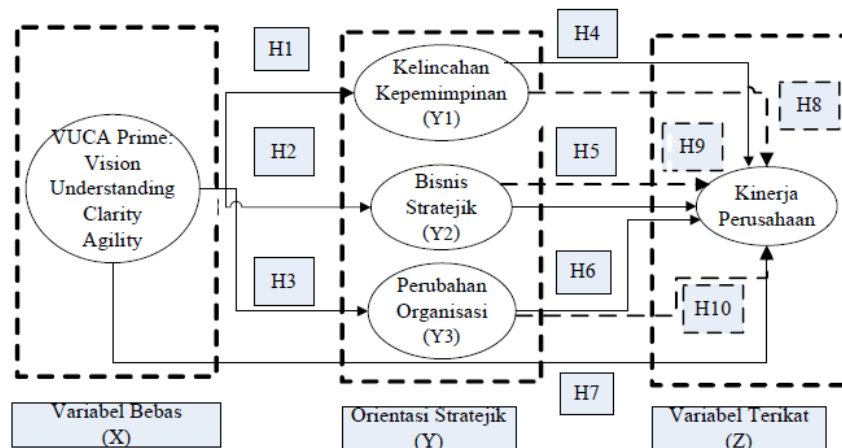 H1
H4
Kelincahan
Kepemimpinan
(Y1)
H8
VUCA Prime:
Vision
Understanding
Clarity
Agility
H2
H5
H9
Bisnis
Stratejik
(Y2)
Kinerja
Perusahaan
H3
H6
Perubahan
Organisasi
(Y3)
H10
H7
Variabel Bebas
(X)
Orientasi Stratejik
(Y)
Variabel Terikat
(Z)